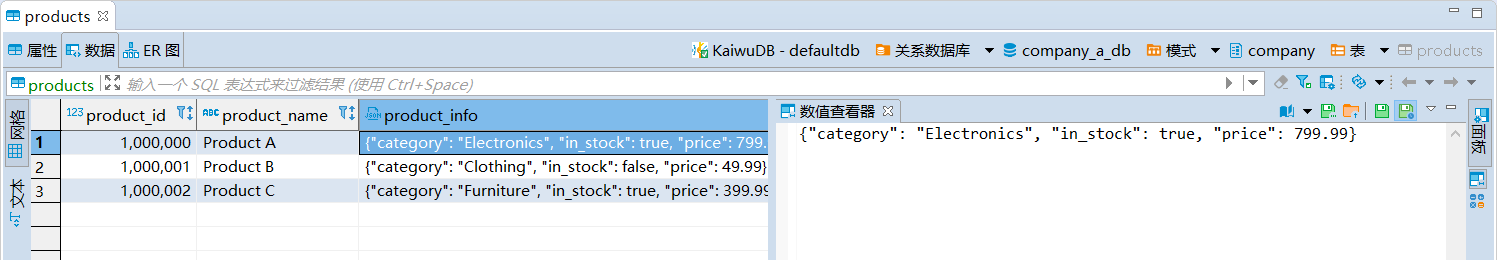 products
属性 数据 ER 图 KaiwuDB - defaultdb 关系数据库 company_a_db 模式 company 表 products
products 输入一个 SQL 表达式来过滤结果 (使用 Ctrl+Space)
网格
文本
123 product_id ABC product_name JSON product_info
1 1,000,000 Product A {"category": "Electronics", "in_stock": true, "price": 799.
2 1,000,001 Product B {"category": "Clothing", "in_stock": false, "price": 49.99}
3 1,000,002 Product C {"category": "Furniture", "in_stock": true, "price": 399.99
数值查看器
{"category": "Electronics", "in_stock": true, "price": 799.99}
面板